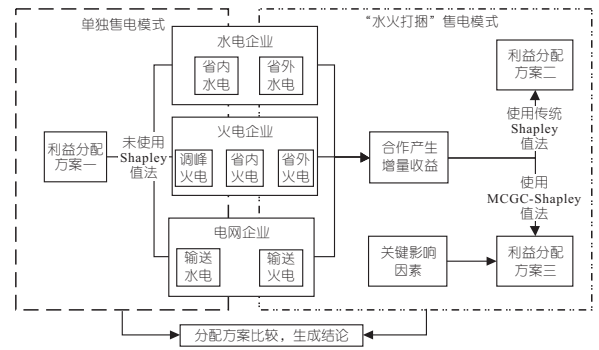 单独售电模式
“水火打捆”售电模式
水电企业
省内
水电
省外
水电
火电企业
调峰
火电
省内
火电
省外
火电
电网企业
输送
水电
输送
火电
利益分配
方案一
未使用
Shapley
值法
合作产生
增量收益
利益分配
方案二
使用传统
Shapley
值法
使用
MCGC-Shapley
值法
关键影响
因素
利益分配
方案三
分配方案比较，生成结论